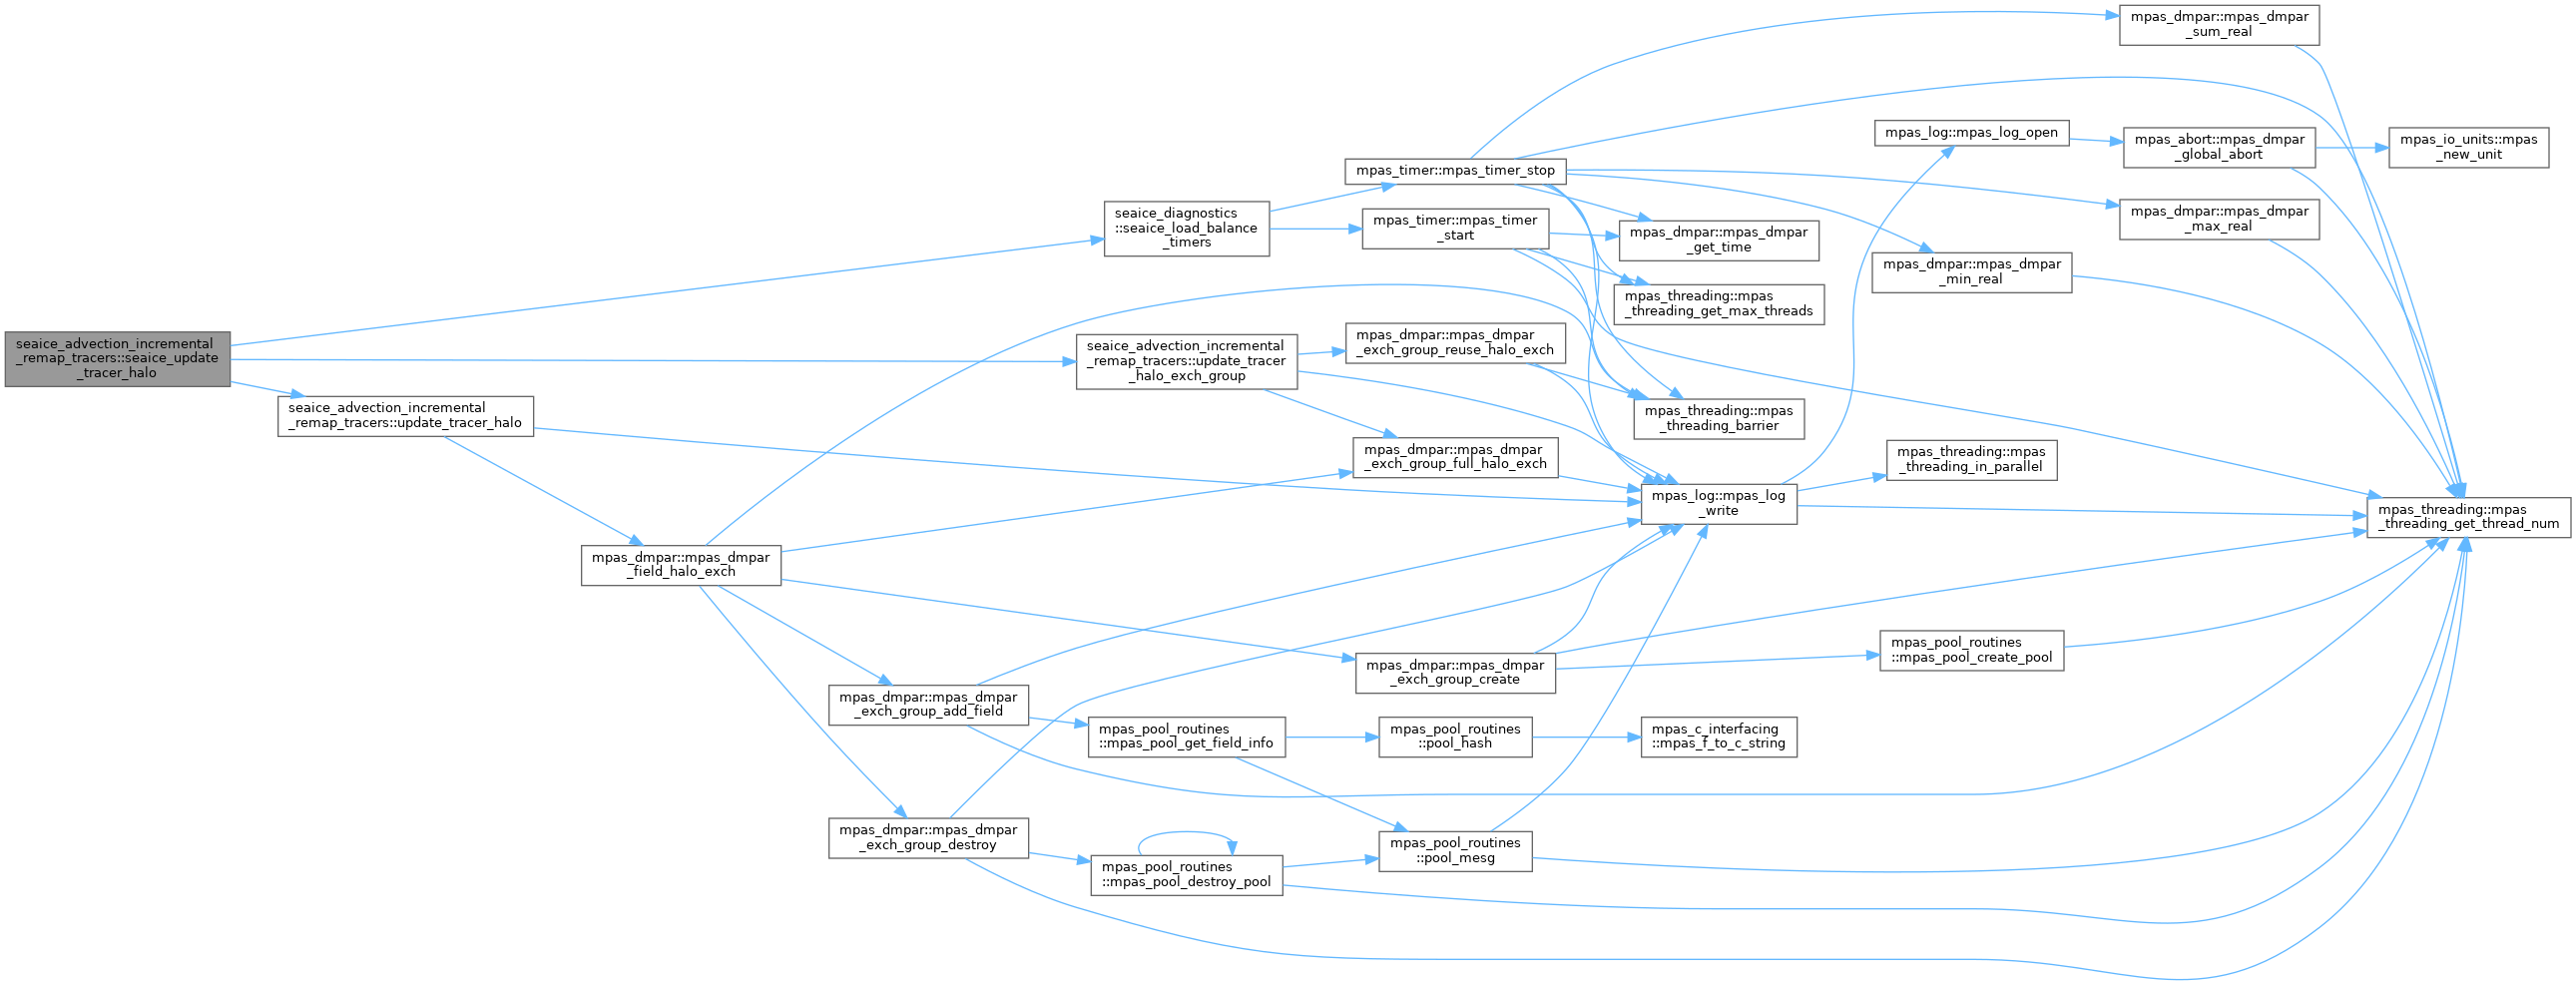 seaice_advection_incremental
_remap_tracers::seaice_update
_tracer_halo
seaice_diagnostics
::seaice_load_balance
_timers
seaice_advection_incremental
_remap_tracers::update_tracer
_halo_exch_group
seaice_advection_incremental
_remap_tracers::update_tracer_halo
mpas_dmpar::mpas_dmpar
_field_halo_exch
mpas_dmpar::mpas_dmpar
_exch_group_add_field
mpas_dmpar::mpas_dmpar
_exch_group_destroy
mpas_pool_routines
::mpas_pool_get_field_info
mpas_pool_routines
::mpas_pool_destroy_pool
mpas_timer::mpas_timer_stop
mpas_timer::mpas_timer
_start
mpas_dmpar::mpas_dmpar
_exch_group_reuse_halo_exch
mpas_dmpar::mpas_dmpar
_exch_group_full_halo_exch
mpas_dmpar::mpas_dmpar
_exch_group_create
mpas_pool_routines
::pool_hash
mpas_pool_routines
::pool_mesg
mpas_dmpar::mpas_dmpar
_get_time
mpas_threading::mpas
_threading_get_max_threads
mpas_threading::mpas
_threading_barrier
mpas_log::mpas_log
_write
mpas_c_interfacing
::mpas_f_to_c_string
mpas_log::mpas_log_open
mpas_dmpar::mpas_dmpar
_min_real
mpas_threading::mpas
_threading_in_parallel
mpas_pool_routines
::mpas_pool_create_pool
mpas_dmpar::mpas_dmpar
_sum_real
mpas_abort::mpas_dmpar
_global_abort
mpas_dmpar::mpas_dmpar
_max_real
mpas_io_units::mpas
_new_unit
mpas_threading::mpas
_threading_get_thread_num